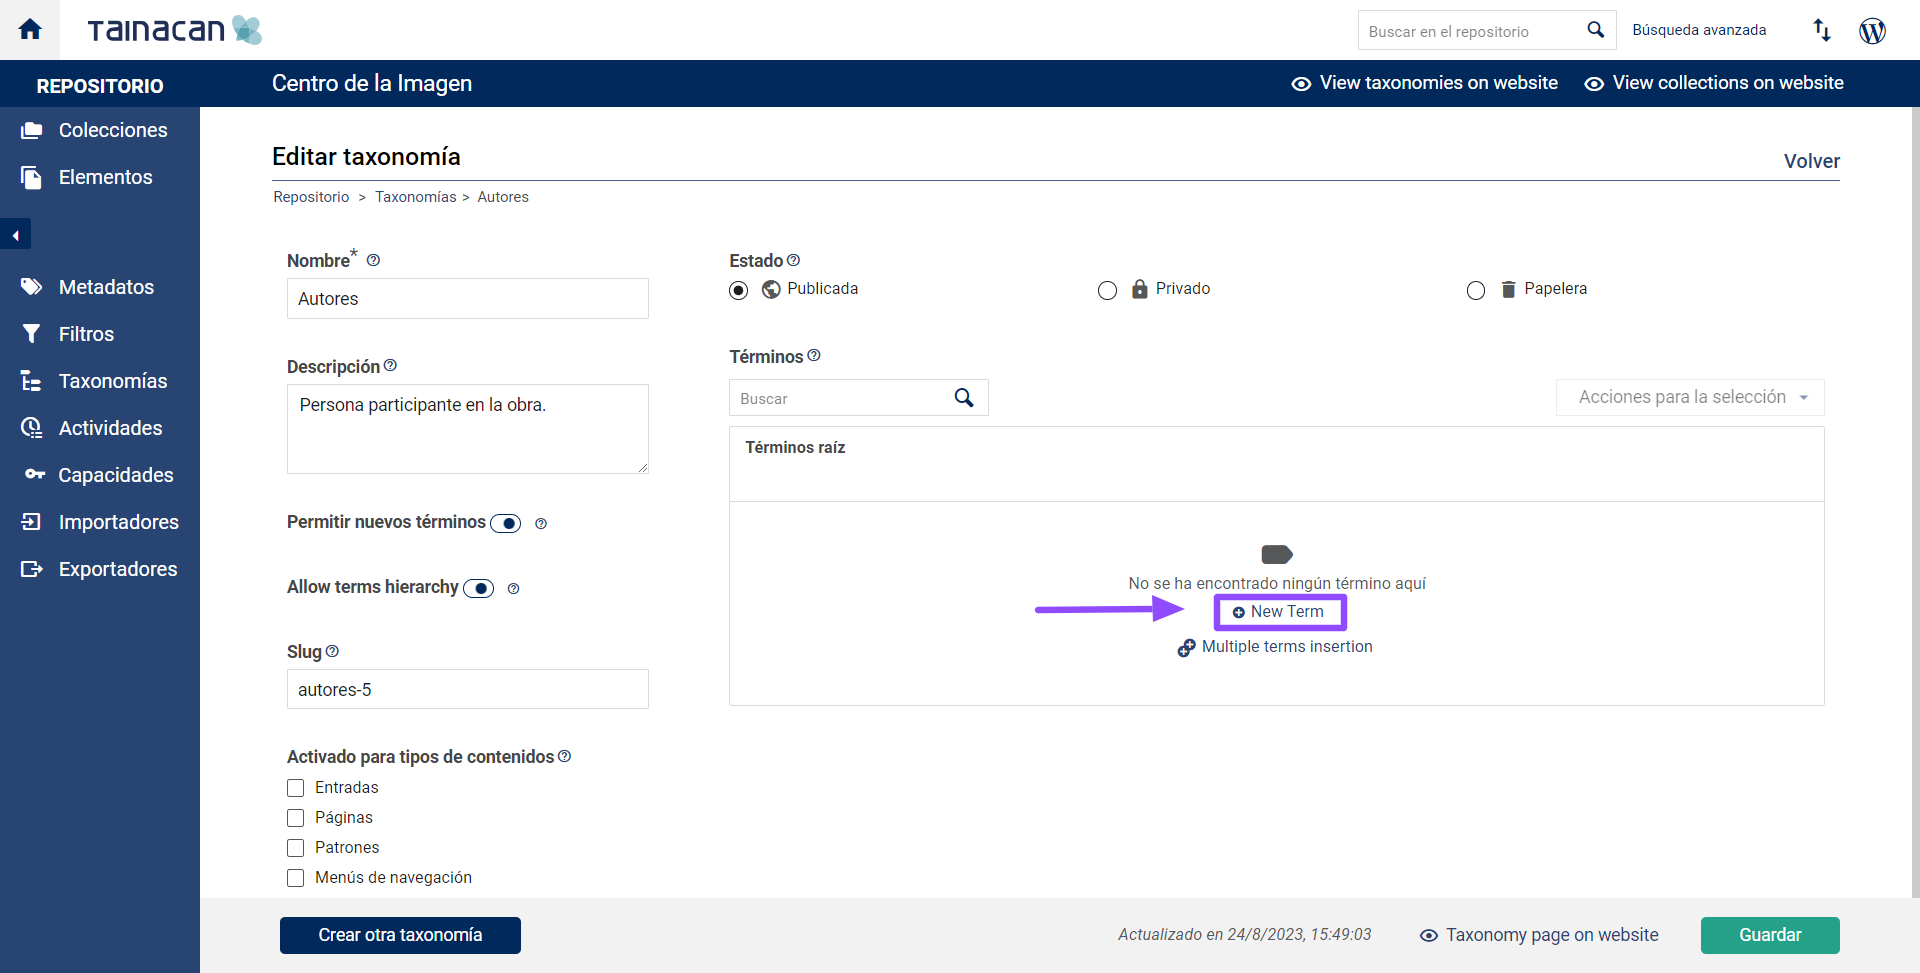 TAINACAN
Buscar en el repositorio
Búsqueda avanzada
REPOSITORIO
Centro de la Imagen
View taxonomies on website
View collections on website
Colecciones
Elementos
Metadatos
Filtros
Taxonomías
Actividades
Capacidades
Importadores
Exportadores
Editar taxonomía
Volver
Repositorio > Taxonomías > Autores
Nombre*
Autores
Descripción
Persona participante en la obra.
Permitir nuevos términos
Allow terms hierarchy
Slug
autores-5
Activado para tipos de contenidos
Entradas
Páginas
Patrones
Menús de navegación
Estado
Publicada
Privado
Papelera
Términos
Buscar
Acciones para la selección
Términos raíz
No se ha encontrado ningún término aquí
New Term
Multiple terms insertion
Crear otra taxonomía
Actualizado en 24/8/2023, 15:49:03
Taxonomy page on website
Guardar